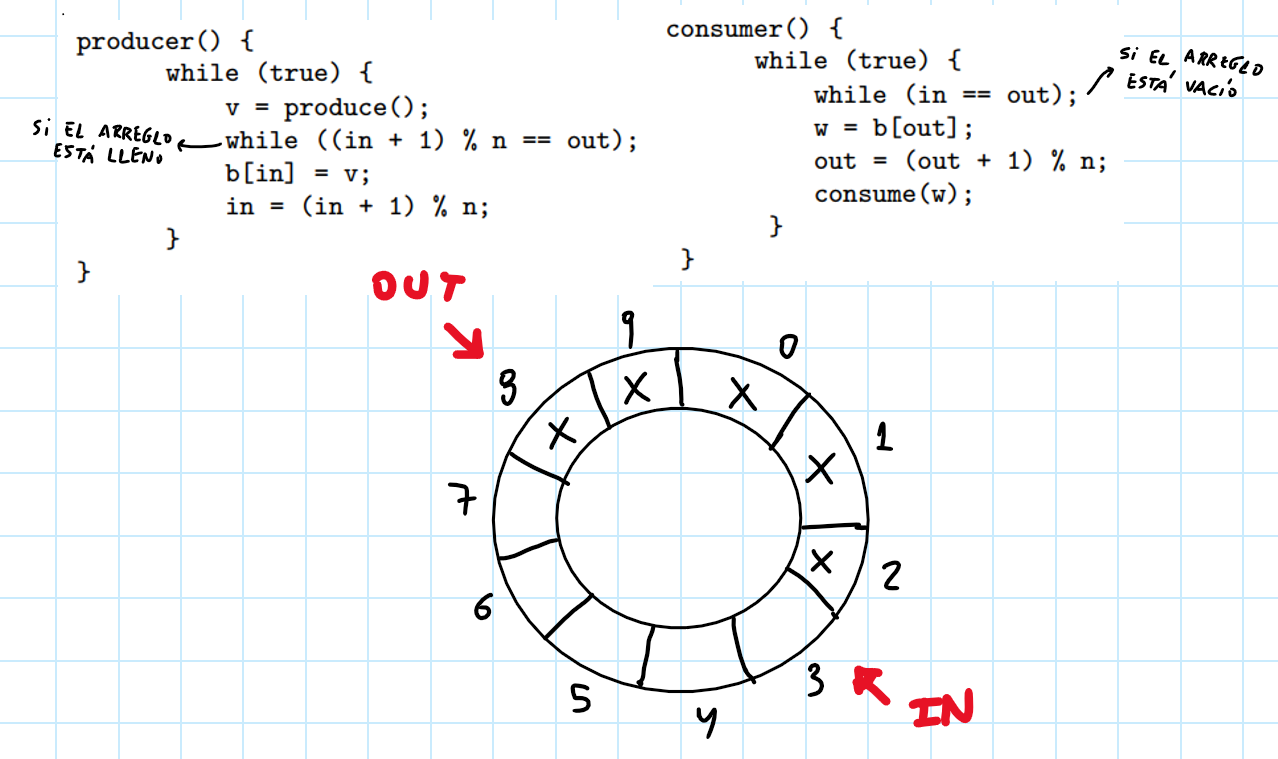 producer() {
while (true) {
v = produce();
while ((in + 1) % n == out);
b[in] = v;
in = (in + 1) % n;
}
}
Si EL ARREGLO
ESTÁ LLENO
consumer() {
while (true) {
while (in == out);
w = b[out];
out = (out + 1) % n;
consume(w);
}
}
Si EL ARREGLO
ESTÁ VACíO
OUT
9
0
8
X
X
X
1
X
7
X
2
6
3
5
4
IN